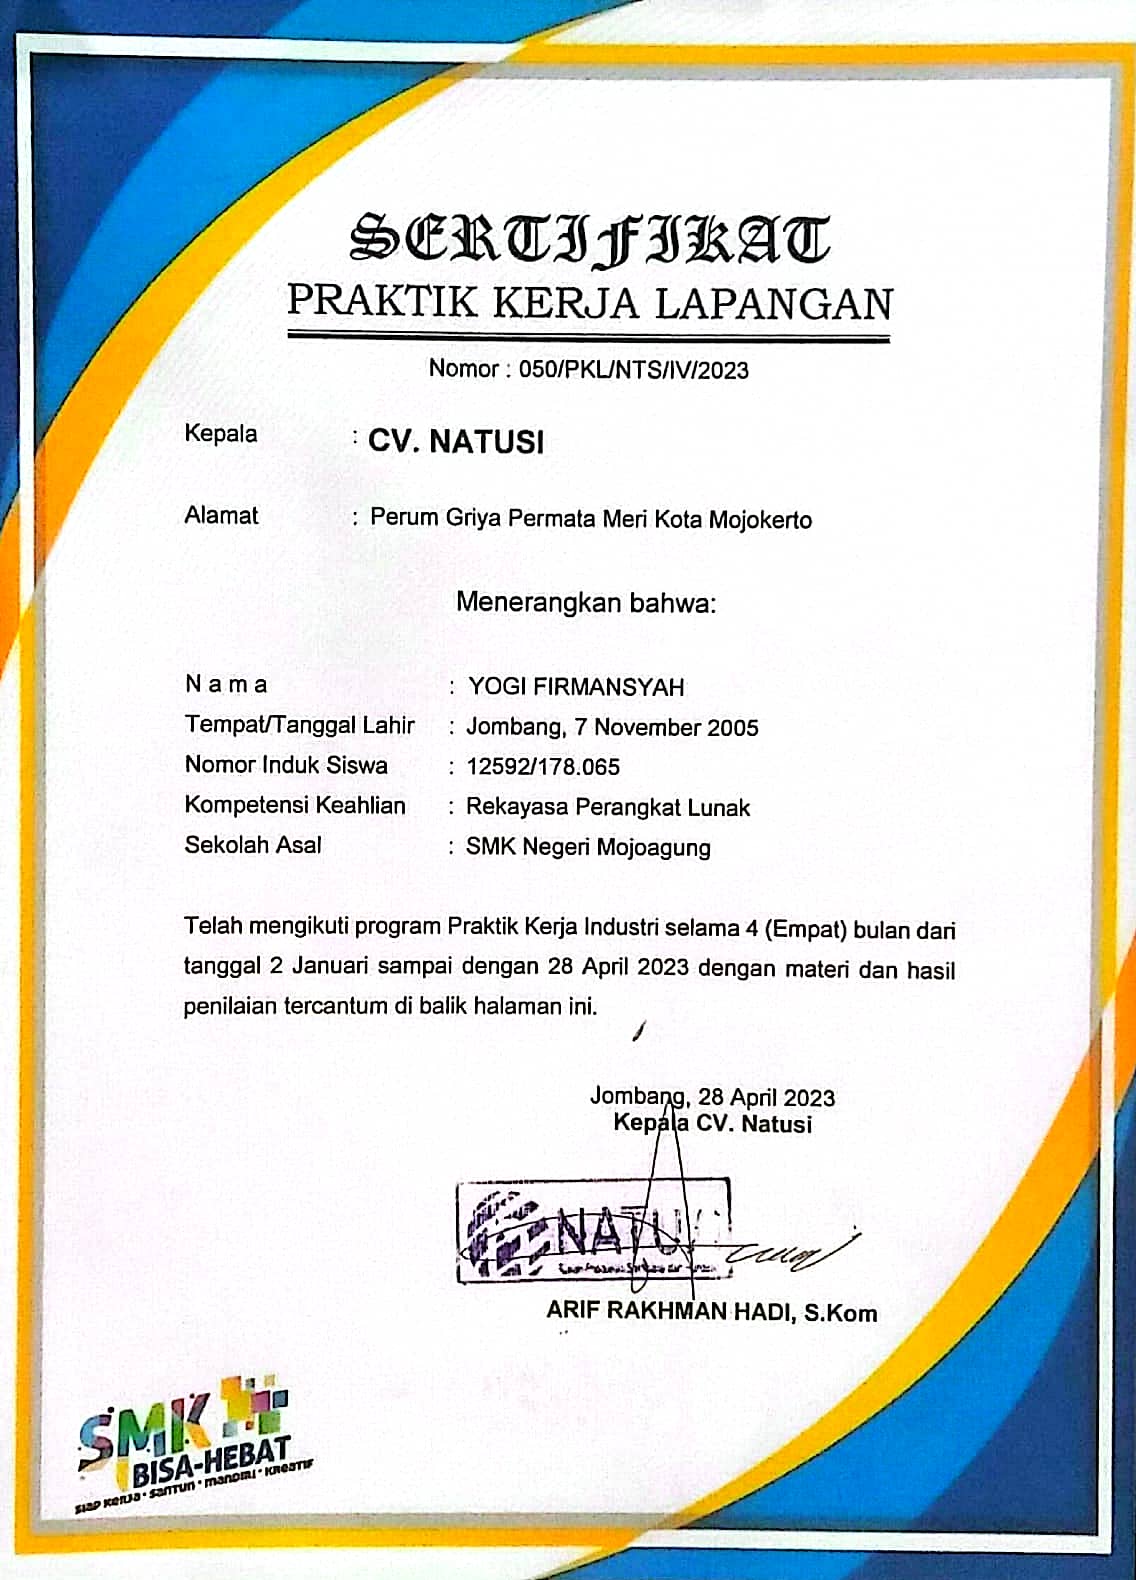 SERTIFIKAT
PRAKTIK KERJA LAPANGAN
Nomor : 050/PKL/NTS/IV/2023
Kepala : CV. NATUSI
Alamat : Perum Griya Permata Meri Kota Mojokerto
Menerangkan bahwa:
N a m a : YOGI FIRMANSYAH
Tempat/Tanggal Lahir : Jombang, 7 November 2005
Nomor Induk Siswa : 12592/178.065
Kompetensi Keahlian : Rekayasa Perangkat Lunak
Sekolah Asal : SMK Negeri Mojoagung
Telah mengikuti program Praktik Kerja Industri selama 4 (Empat) bulan dari
tanggal 2 Januari sampai dengan 28 April 2023 dengan materi dan hasil
penilaian tercantum di balik halaman ini.
Jombang, 28 April 2023
Kepala CV. Natusi
ARIF RAKHMAN HADI, S.Kom
SMK
BISA-HEBAT
SIAP KERJA • SANTUN • MANDIRI • KREATIF